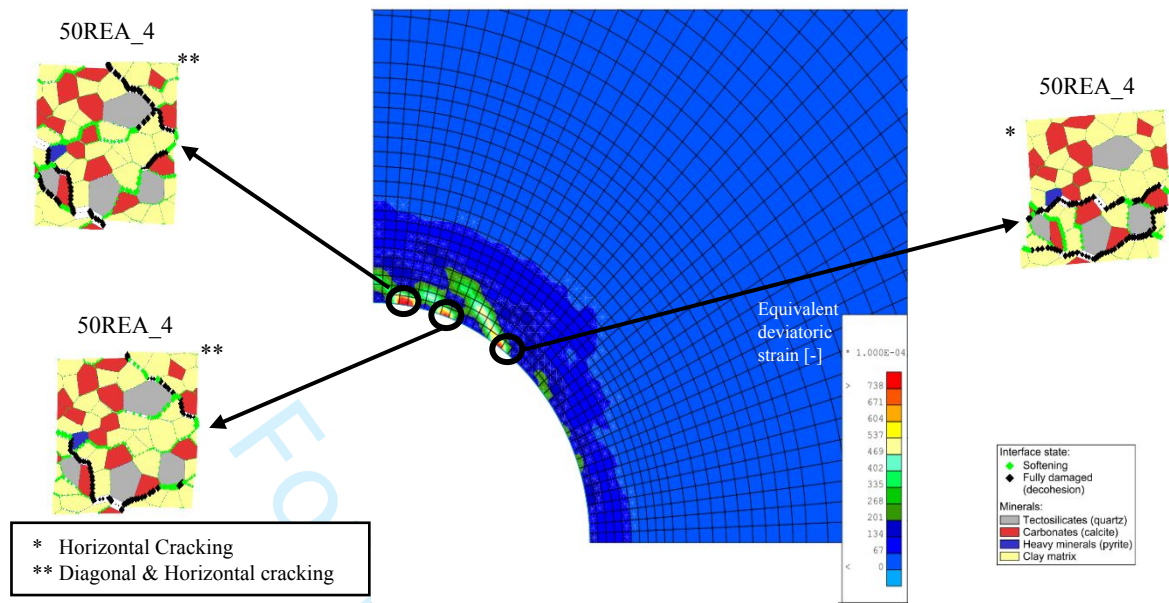 50REA_4
**
50REA_4
*
50REA_4
**
Equivalent
deviatoric
strain [-]
* 1.000E-04
>
738
671
604
537
469
402
335
268
201
134
67
< 0
Interface state:
Softening
Fully damaged
(decohesion)
Minerals:
Tectosilicates (quartz)
Carbonates (calcite)
Heavy minerals (pyrite)
Clay matrix
* Horizontal Cracking
** Diagonal & Horizontal cracking
Fo